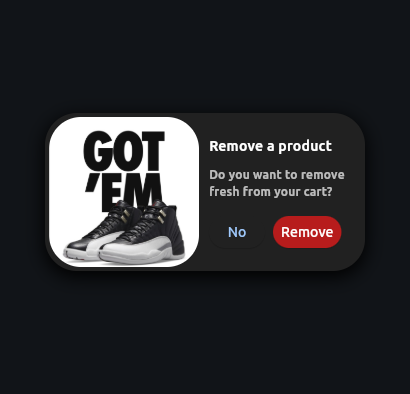 GOT
'EM
Remove a product
Do you want to remove
fresh from your cart?
No
Remove